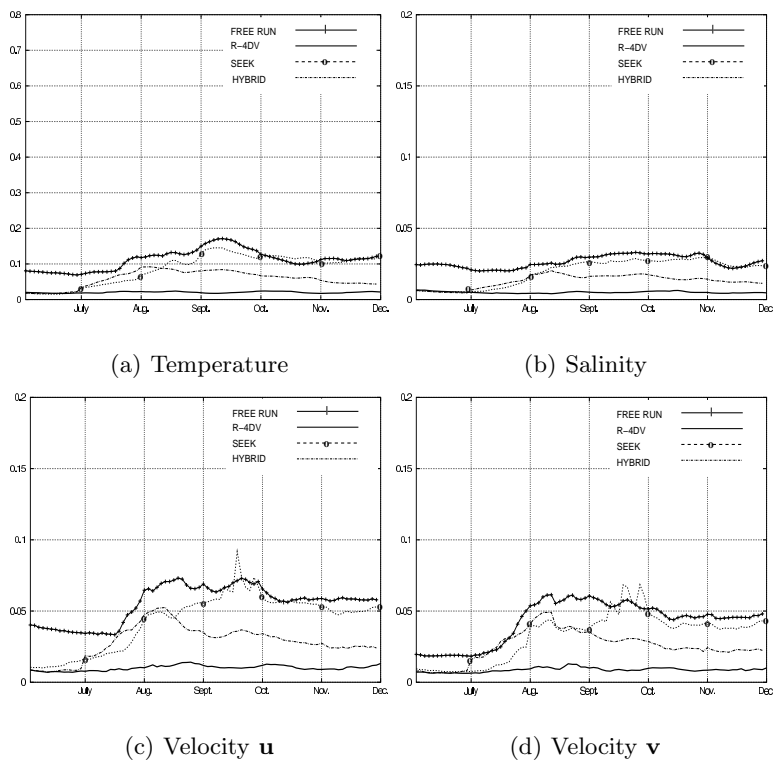 0.8
0.7
0.6
0.5
0.4
0.3
0.2
0.1
0
July Aug. Sept. Oct. Nov. Dec.
FREE RUN
R-4DV
SEEK
HYBRID
(a) Temperature
0.2
0.15
0.1
0.05
0
July Aug. Sept. Oct. Nov. Dec.
FREE RUN
R-4DV
SEEK
HYBRID
(b) Salinity
0.2
0.15
0.1
0.05
0
July Aug. Sept. Oct. Nov. Dec.
FREE RUN
R-4DV
SEEK
HYBRID
(c) Velocity u
0.2
0.15
0.1
0.05
0
July Aug. Sept. Oct. Nov. Dec.
FREE RUN
R-4DV
SEEK
HYBRID
(d) Velocity v